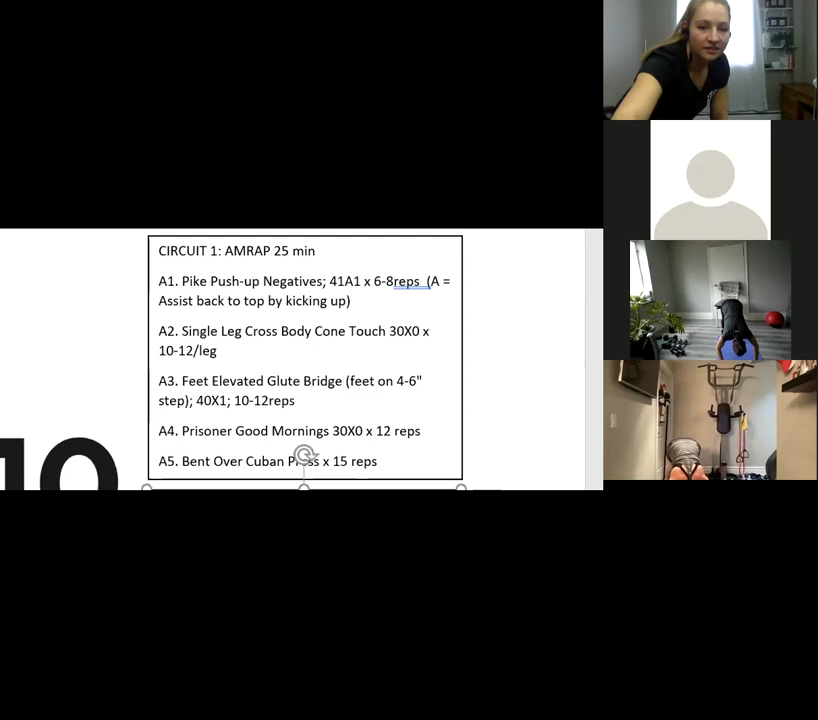 CIRCUIT 1: AMRAP 25 min
A1. Pike Push-up Negatives; 41A1 x 6-8reps  (A =
Assist back to top by kicking up)
A2. Single Leg Cross Body Cone Touch 30X0 x
10-12/leg
A3. Feet Elevated Glute Bridge (feet on 4-6"
step); 40X1; 10-12reps
A4. Prisoner Good Mornings 30X0 x 12 reps
A5. Bent Over Cuban Press x 15 reps
10